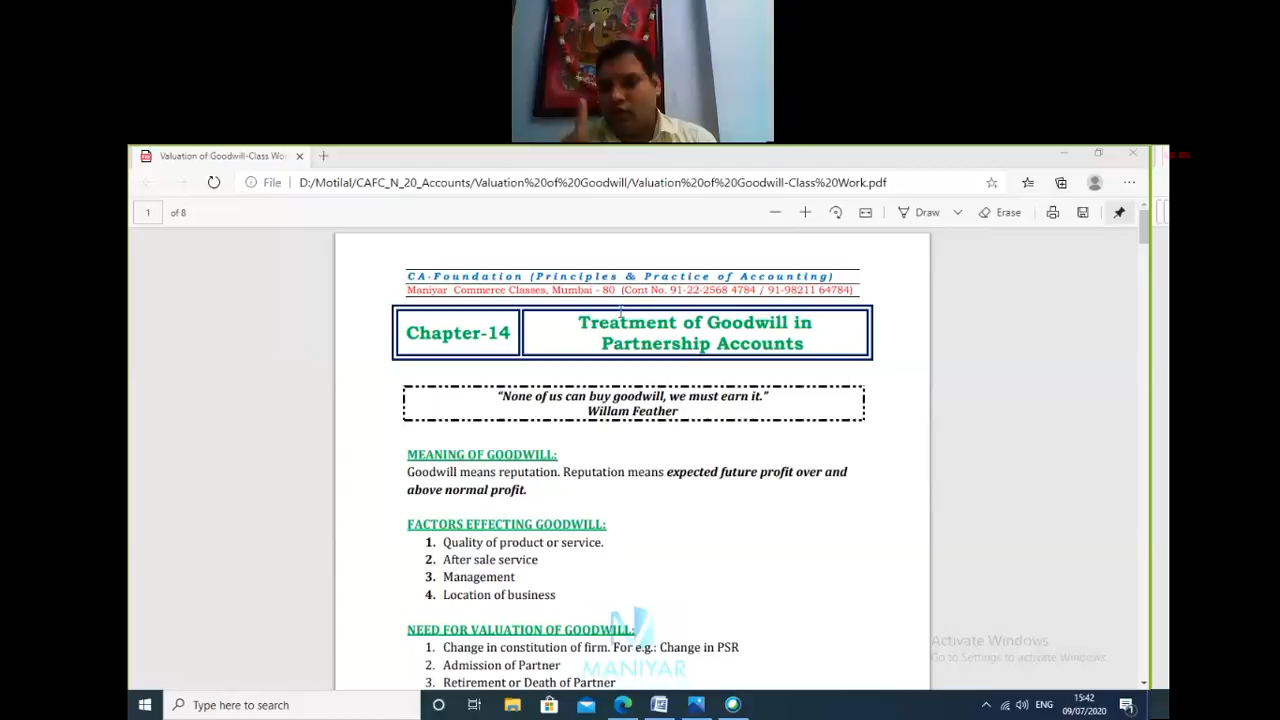 Valuation of Goodwill-Class Wo
File D:/Motilal/CAFC_N_20_Accounts/Valuation%20of%20Goodwill/Valuation%20of%20Goodwill-Class%20Work.pdf
1 of 8
Draw
Erase
CA-Foundation (Principles & Practice of Accounting)
Maniyar Commerce Classes, Mumbai - 80 (Cont No. 91-22-2568 4784 / 91-98211 64784)
Chapter-14
Treatment of Goodwill in
Partnership Accounts
“None of us can buy goodwill, we must earn it.”
Willam Feather
MEANING OF GOODWILL:
Goodwill means reputation. Reputation means expected future profit over and
above normal profit.
FACTORS EFFECTING GOODWILL:
1. Quality of product or service.
2. After sale service
3. Management
4. Location of business
NEED FOR VALUATION OF GOODWILL:
1. Change in constitution of firm. For e.g.: Change in PSR
2. Admission of Partner
3. Retirement or Death of Partner
MANIYAR
Activate Windows
Go to Settings to activate Windows.
Type here to search
ENG
15:42
09/07/2020